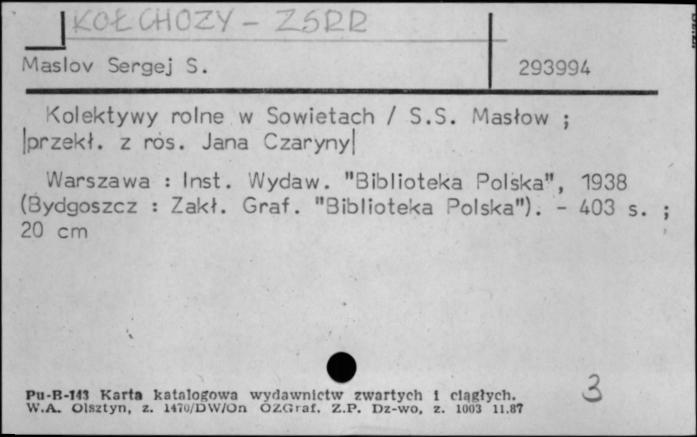 KOŁCHOZY - ZSRR
Maslov Sergej S. 293994
Kolektywy rolne w Sowietach / S.S. Masłow ;
|przekł. z ros. Jana Czaryny|
Warszawa : Inst. Wydaw. "Biblioteka Polska", 1938
(Bydgoszcz : Zakł. Graf. "Biblioteka Polska"). - 403 s. ;
20 cm
Pu-B-143 Karta katalogowa wydawnictw zwartych i ciągłych.
W.A. Olsztyn, z. 1470/DW/On OZGraf. Z.P. Dz-wo, z. 1003 11.87
3